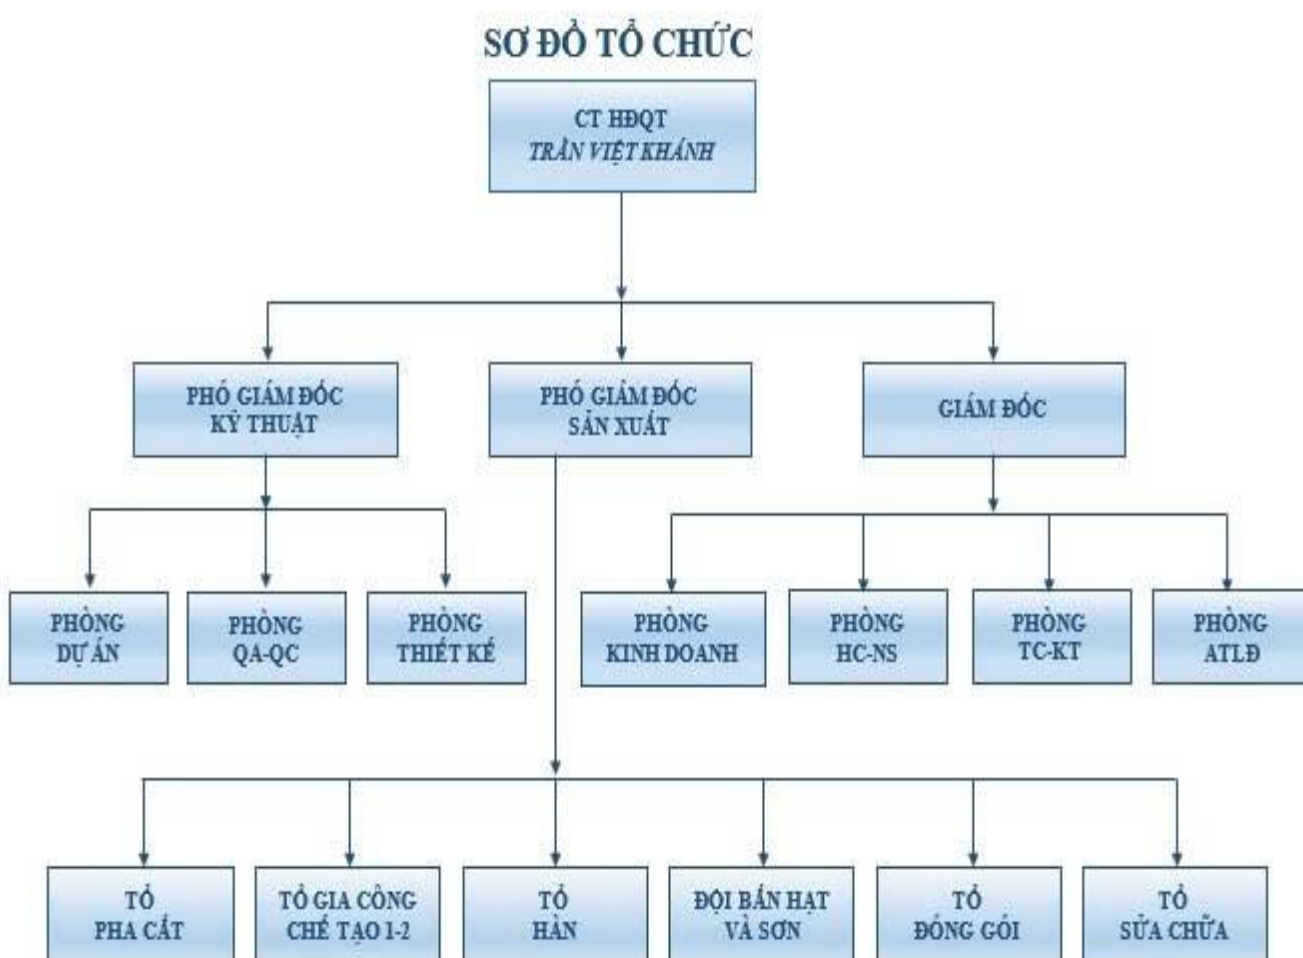 SƠ ĐỒ TỔ CHỨC
CT HĐQT
TRẦN VIỆT KHÁNH
PHÓ GIÁM ĐỐC
KỸ THUẬT
PHÓ GIÁM ĐỐC
SẢN XUẤT
GIÁM ĐỐC
PHÒNG
DỰ ÁN
PHÒNG
QA-QC
PHÒNG
THIẾT KẾ
PHÒNG
KINH DOANH
PHÒNG
HC-NS
PHÒNG
TC-KT
PHÒNG
ATLĐ
TỔ
PHA CẮT
TỔ GIA CÔNG
CHẾ TẠO 1-2
TỔ
HÀN
ĐỘI BẮN HẠT
VÀ SƠN
TỔ
ĐÓNG GÓI
TỔ
SỬA CHỮA